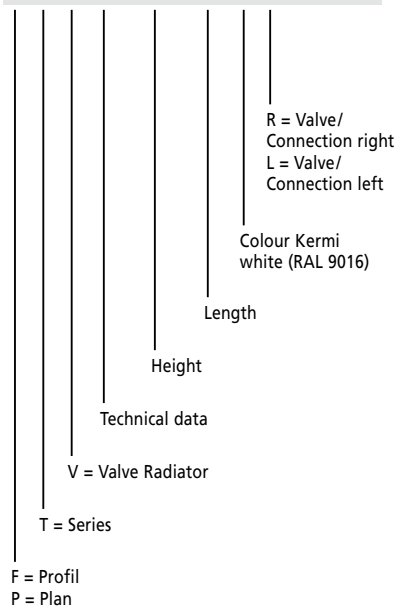 R = Valve/
Connection right
L = Valve/
Connection left
Colour Kermi
white (RAL 9016)
Length
Height
Technical data
V = Valve Radiator
T = Series
F = Profil
P = Plan